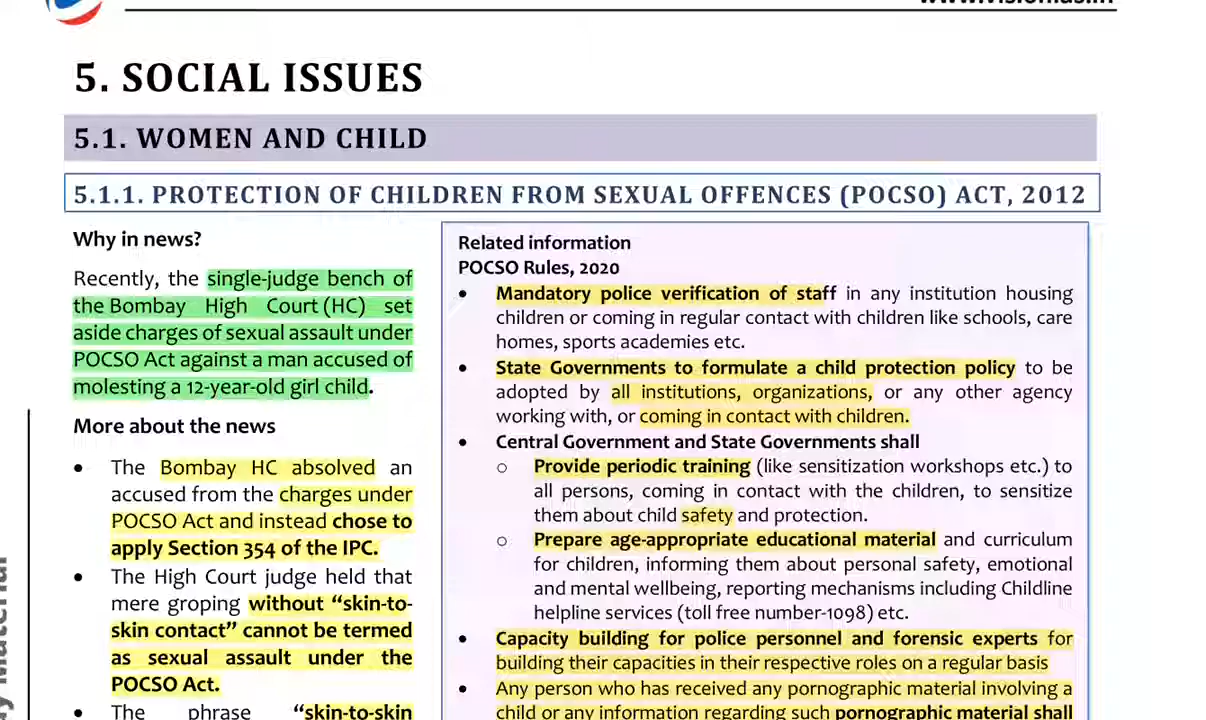 5. SOCIAL ISSUES
5.1. WOMEN AND CHILD
5.1.1. PROTECTION OF CHILDREN FROM SEXUAL OFFENCES (POCSO) ACT, 2012
Why in news?
Recently, the single-judge bench of
the Bombay High Court (HC) set
aside charges of sexual assault under
POCSO Act against a man accused of
molesting a 12-year-old girl child.
More about the news
• The Bombay HC absolved an
accused from the charges under
POCSO Act and instead chose to
apply Section 354 of the IPC.
• The High Court judge held that
mere groping without “skin-to-
skin contact” cannot be termed
as sexual assault under the
POCSO Act.
• The phrase “skin-to-skin
Related information
POCSO Rules, 2020
• Mandatory police verification of staff in any institution housing
children or coming in regular contact with children like schools, care
homes, sports academies etc.
• State Governments to formulate a child protection policy to be
adopted by all institutions, organizations, or any other agency
working with, or coming in contact with children.
• Central Government and State Governments shall
o Provide periodic training (like sensitization workshops etc.) to
all persons, coming in contact with the children, to sensitize
them about child safety and protection.
o Prepare age-appropriate educational material and curriculum
for children, informing them about personal safety, emotional
and mental wellbeing, reporting mechanisms including Childline
helpline services (toll free number-1098) etc.
• Capacity building for police personnel and forensic experts for
building their capacities in their respective roles on a regular basis
• Any person who has received any pornographic material involving a
child or any information regarding such pornographic material shall